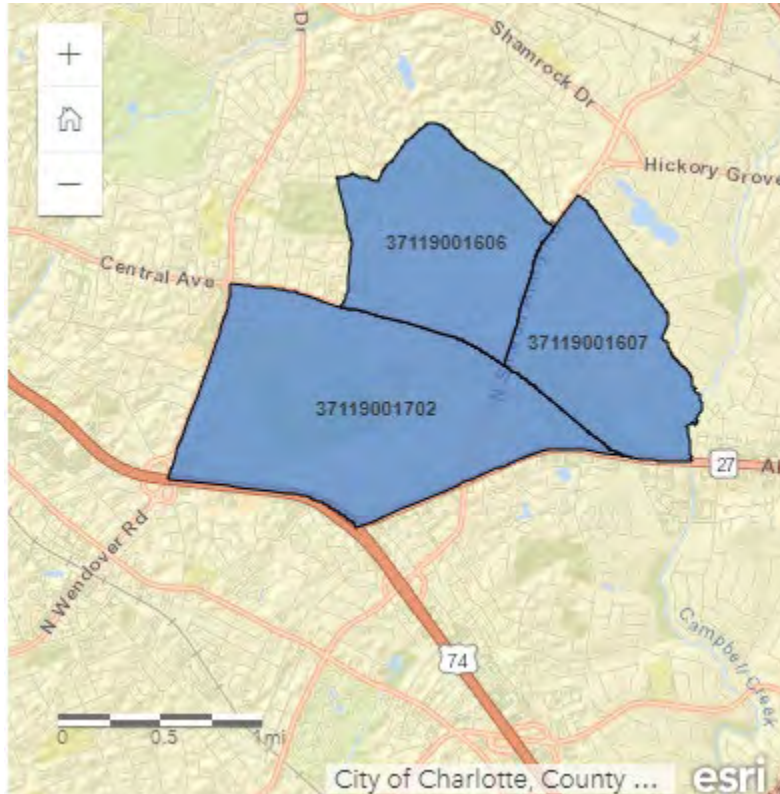 Dr
Shamrock Dr
Hickory Grove
37119001606
Central Ave
37119001607
37119001702
27
N Wendover Rd
74
Campbell Creek
0 0.5 1mi
City of Charlotte, County ...
esri